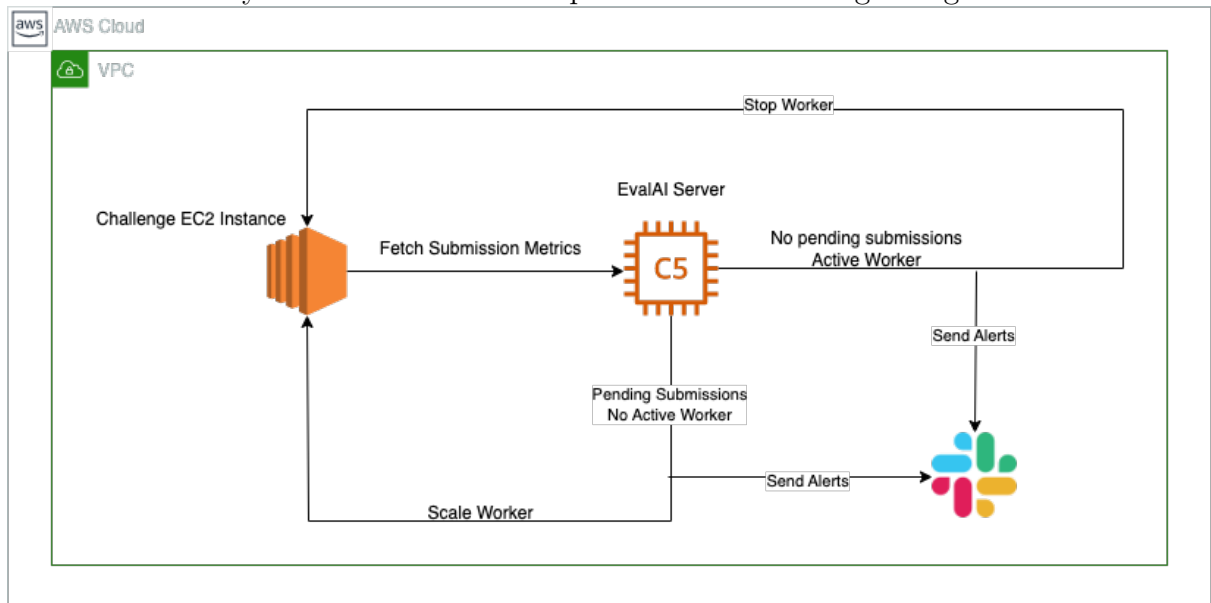 aws
AWS Cloud
VPC
Stop Worker
EvalAI Server
Challenge EC2 Instance
Fetch Submission Metrics
C5
No pending submissions
Active Worker
Send Alerts
Pending Submissions
No Active Worker
Send Alerts
Scale Worker